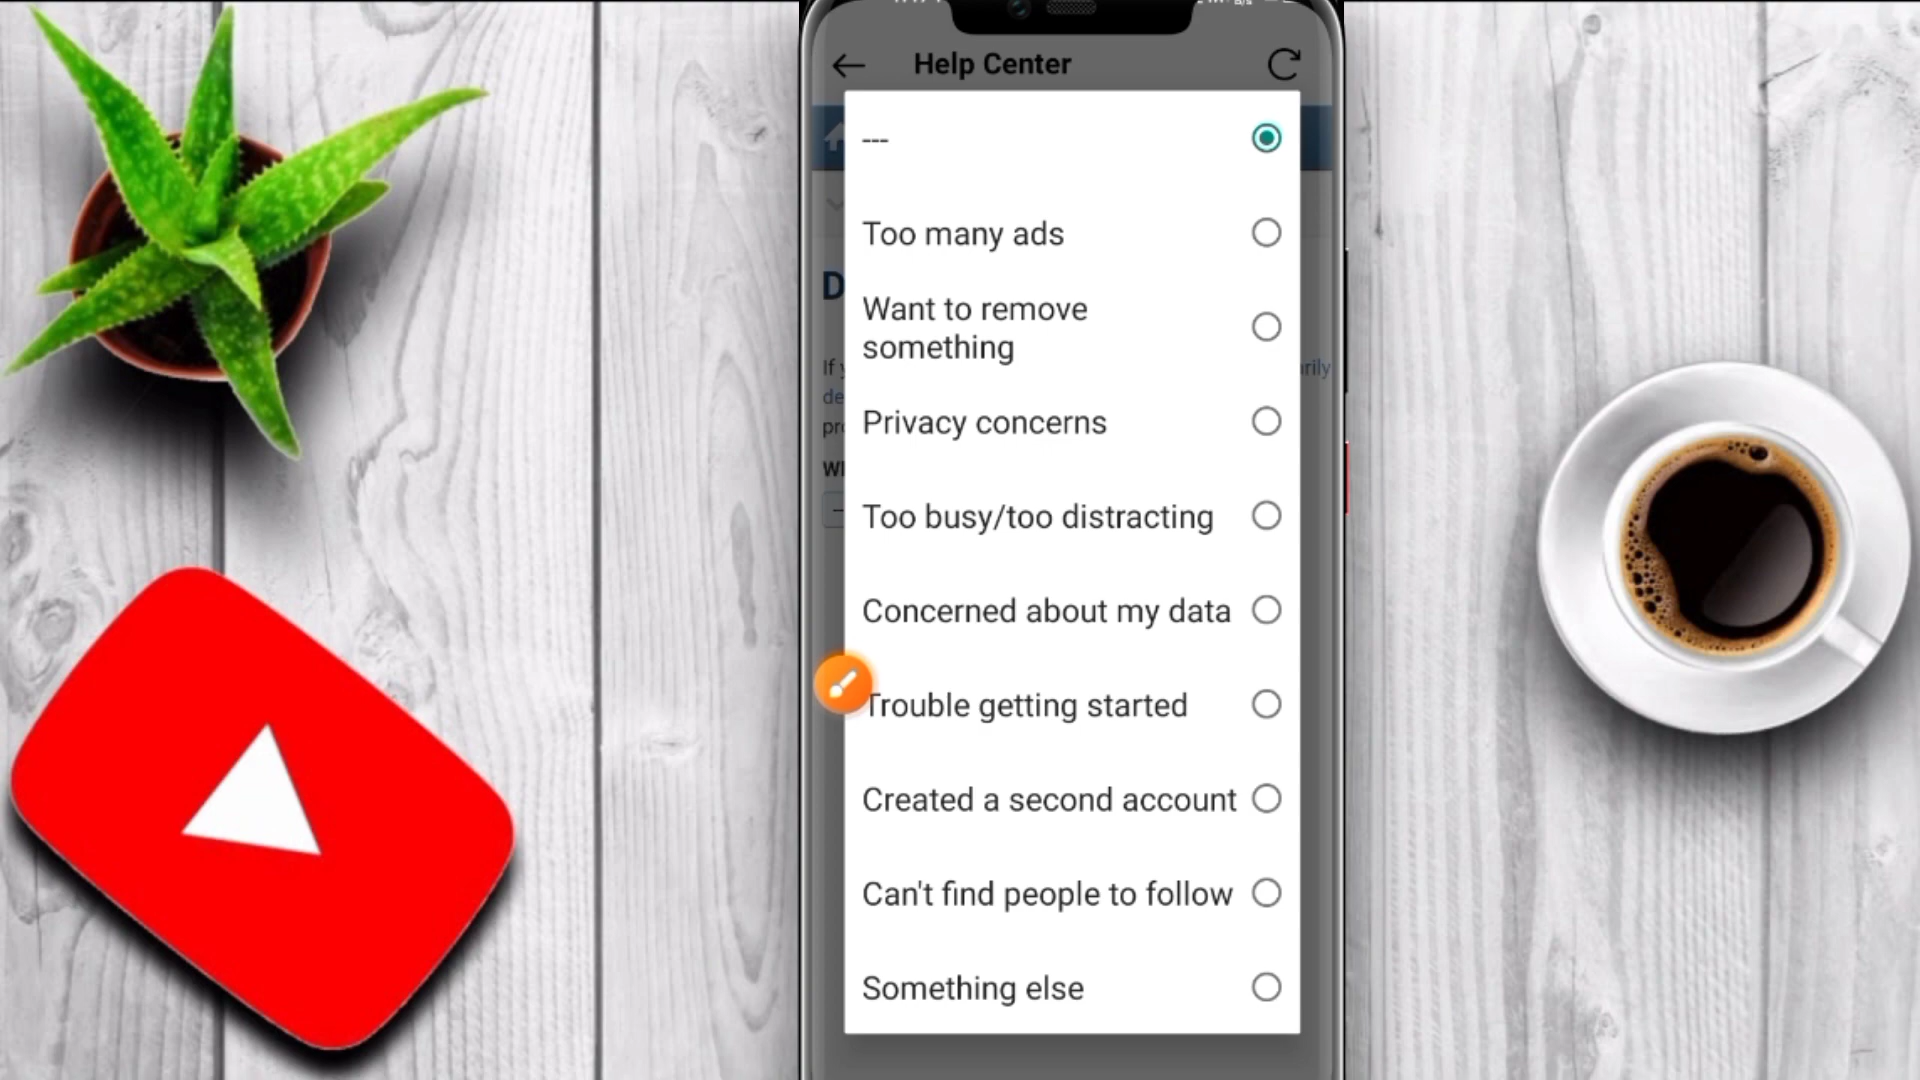 Help Center
---
Too many ads
Want to remove
something
Privacy concerns
Too busy/too distracting
Concerned about my data
Trouble getting started
Created a second account
Can't find people to follow
Something else